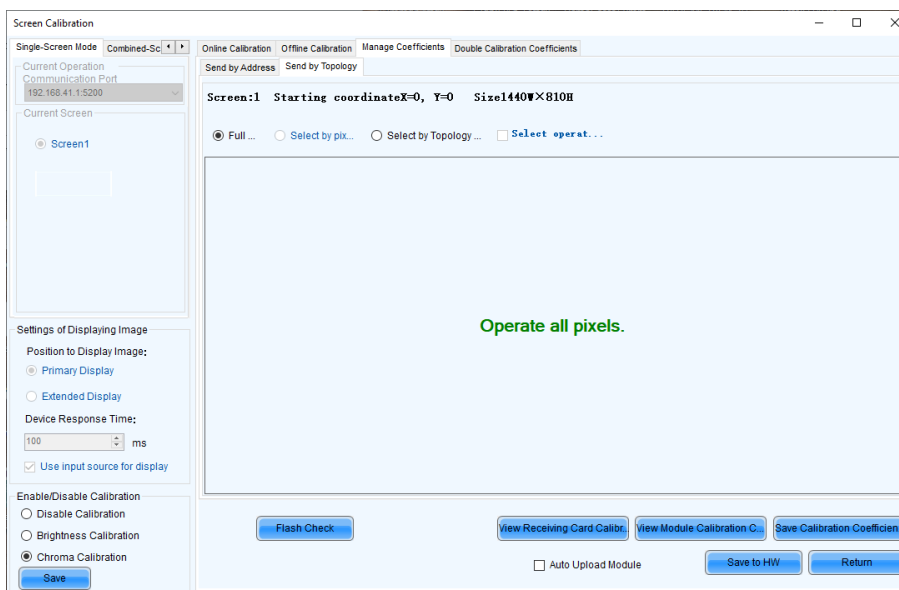 Screen Calibration
Single-Screen Mode
Combined-Sc
Current Operation
Communication Port
192.168.41.1:5200
Current Screen
Screen1
Settings of Displaying Image
Position to Display Image:
Primary Display
Extended Display
Device Response Time:
100 ms
Use input source for display
Enable/Disable Calibration
Disable Calibration
Brightness Calibration
Chroma Calibration
Save
Online Calibration Offline Calibration Manage Coefficients Double Calibration Coefficients
Send by Address Send by Topology
Screen:1 Starting coordinateX=0, Y=0 Size1440W×810H
Full ... Select by pix... Select by Topology ... Select operat...
Operate all pixels.
Flash Check View Receiving Card Calibr... View Module Calibration C... Save Calibration Coefficien
Auto Upload Module Save to HW Return